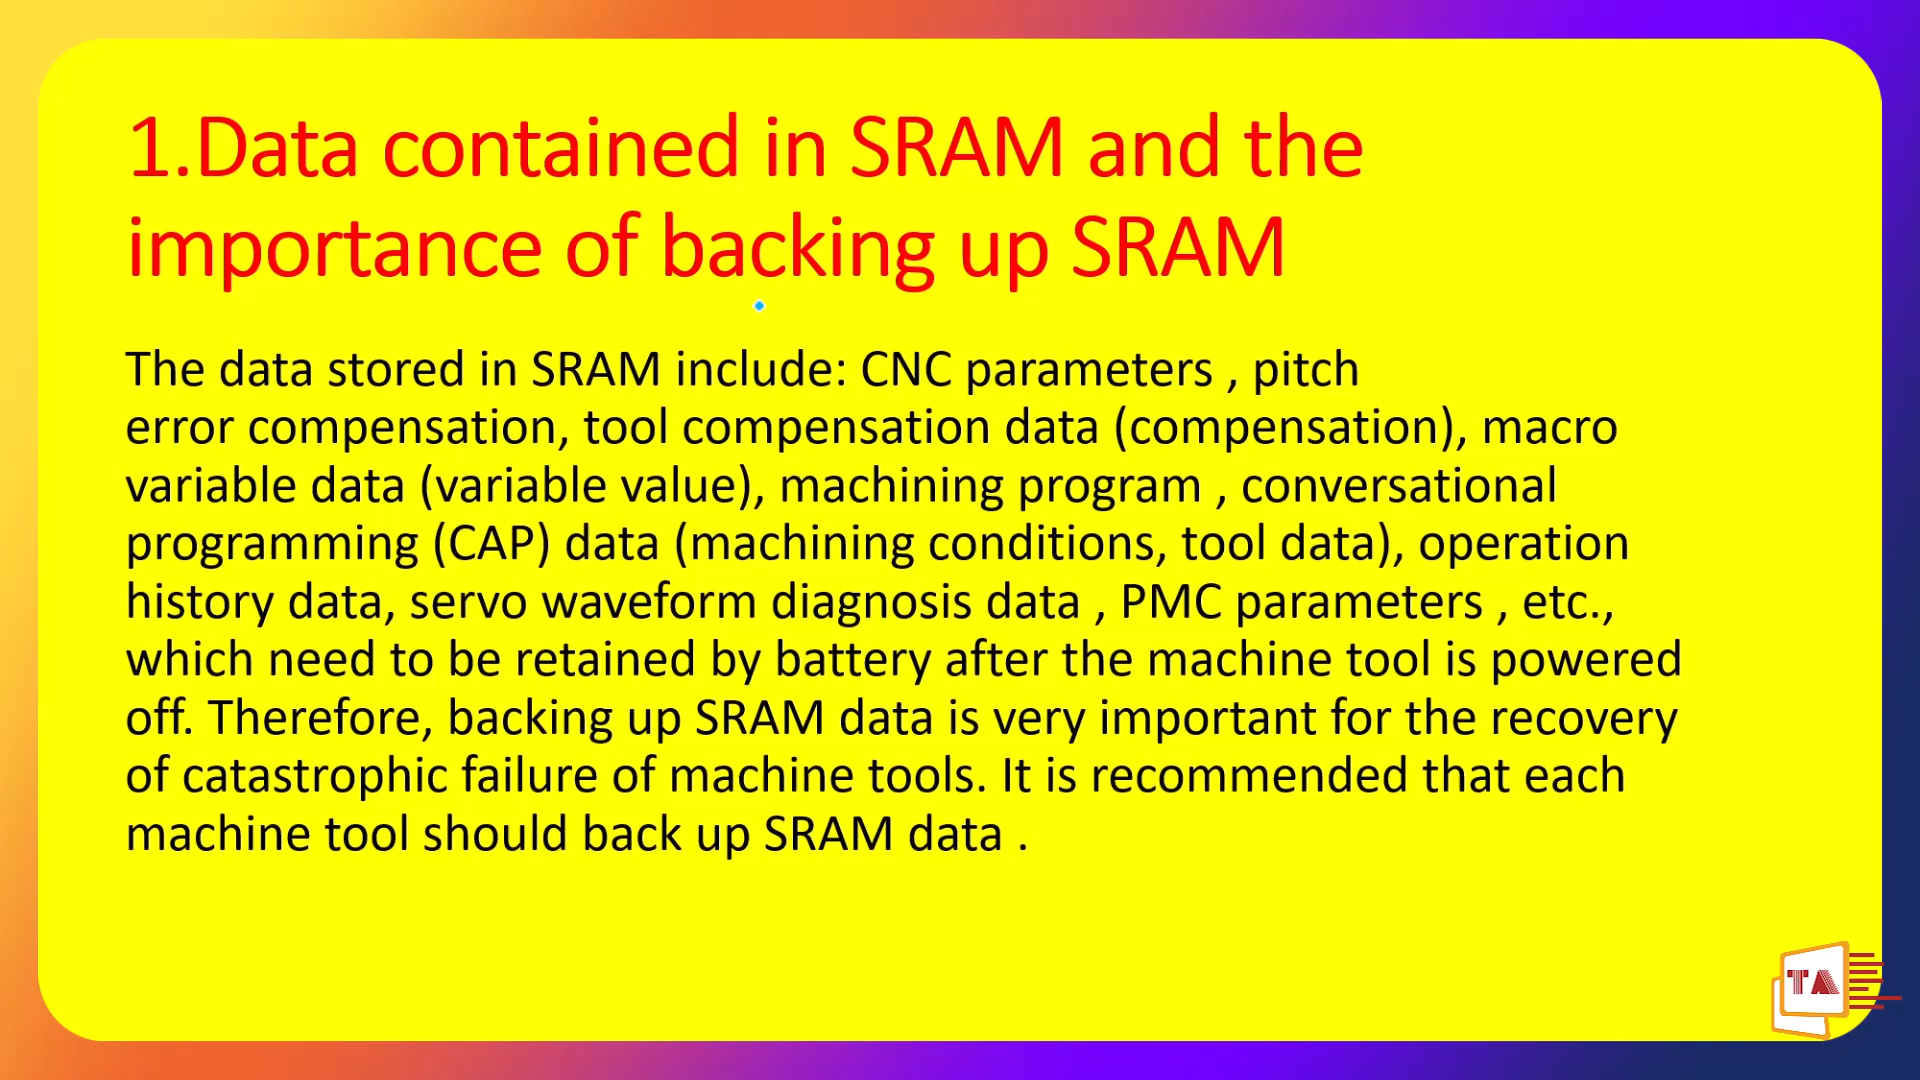 1.Data contained in SRAM and the
importance of backing up SRAM
The data stored in SRAM include: CNC parameters , pitch
error compensation, tool compensation data (compensation), macro
variable data (variable value), machining program , conversational
programming (CAP) data (machining conditions, tool data), operation
history data, servo waveform diagnosis data , PMC parameters , etc.,
which need to be retained by battery after the machine tool is powered
off. Therefore, backing up SRAM data is very important for the recovery
of catastrophic failure of machine tools. It is recommended that each
machine tool should back up SRAM data .
TA